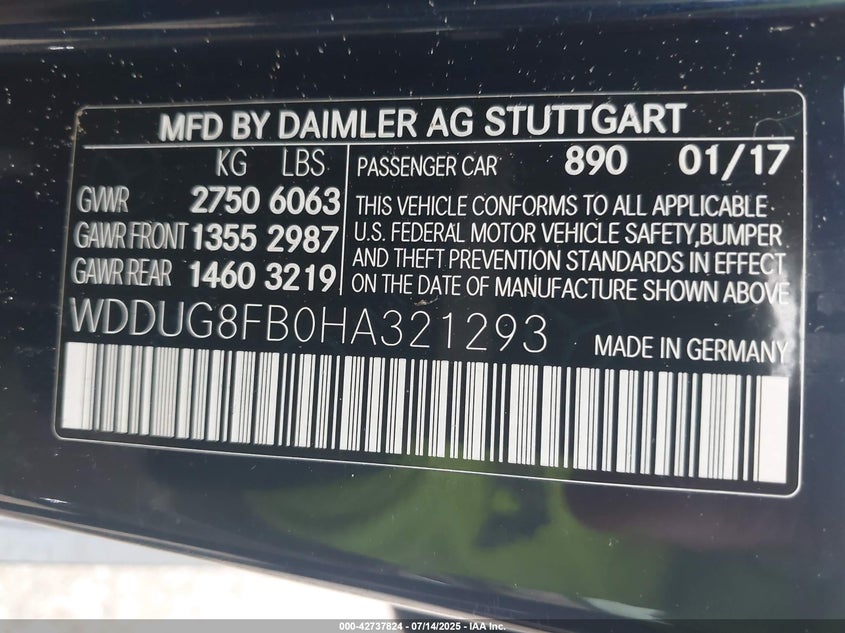 MFD BY DAIMLER AG STUTTGART
KG LBS
GVWR 2750 6063
GAWR FRONT 1355 2987
GAWR REAR 1460 3219
PASSENGER CAR 890 01/17
THIS VEHICLE CONFORMS TO ALL APPLICABLE
U.S. FEDERAL MOTOR VEHICLE SAFETY,BUMPER
AND THEFT PREVENTION STANDARDS IN EFFECT
ON THE DATE OF MANUFACTURE SHOWN ABOVE
WDDUG8FB0HA321293
MADE IN GERMANY
000-42737824 - 07/14/2025 - IAA Inc.